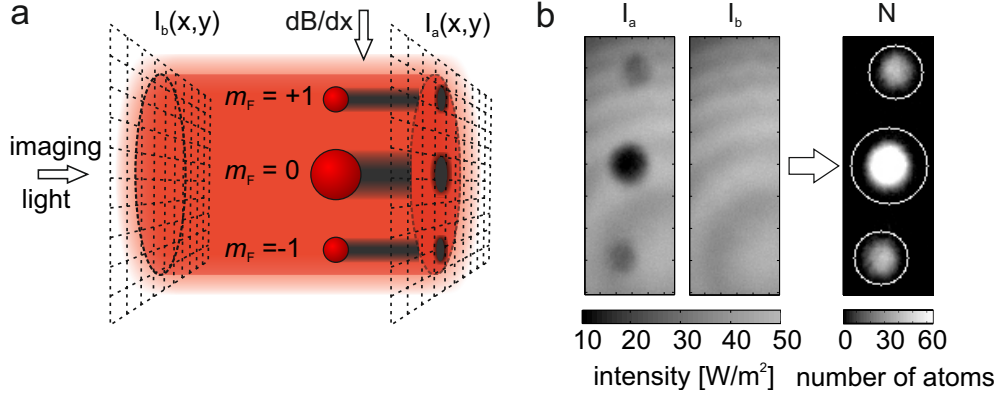 a
I_b(x,y)
dB/dx
I_a(x,y)
m_F = +1
imaging
light
m_F = 0
m_F =-1
b
I_a
I_b
N
10 20 30 40 50
intensity [W/m²]
0 30 60
number of atoms